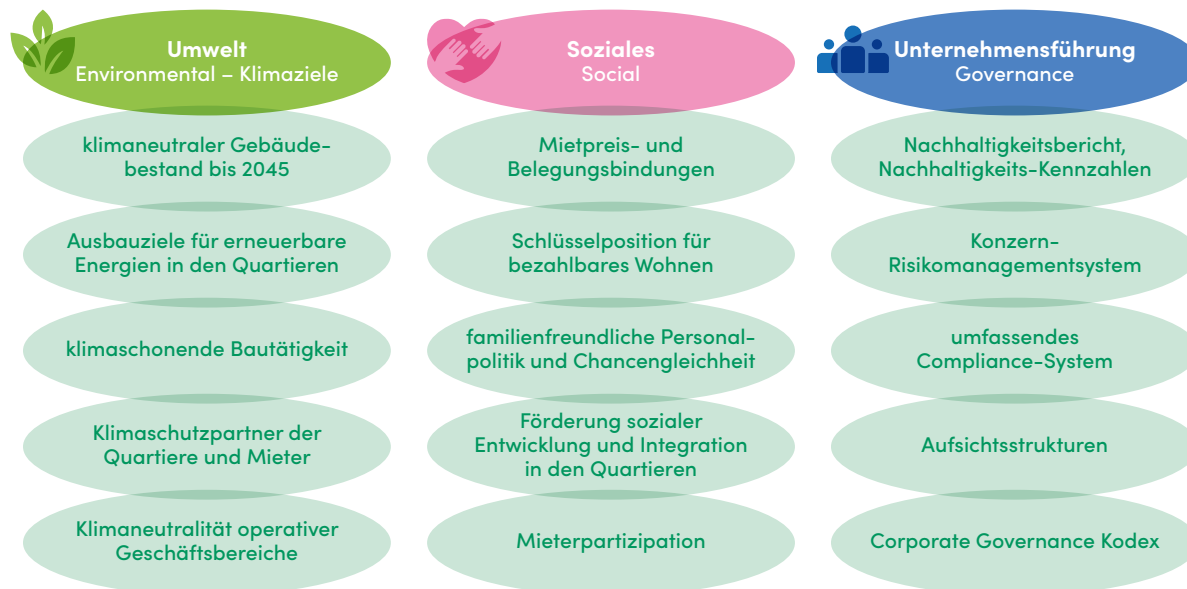 Umwelt
Environmental – Klimaziele
klimaneutraler Gebäude-
bestand bis 2045
Ausbauziele für erneuerbare
Energien in den Quartieren
klimaschonende Bautätigkeit
Klimaschutzpartner der
Quartiere und Mieter
Klimaneutralität operativer
Geschäftsbereiche
Soziales
Social
Mietpreis- und
Belegungsbindungen
Schlüsselposition für
bezahlbares Wohnen
familienfreundliche Personal-
politik und Chancengleichheit
Förderung sozialer
Entwicklung und Integration
in den Quartieren
Mieterpartizipation
Unternehmensführung
Governance
Nachhaltigkeitsbericht,
Nachhaltigkeits-Kennzahlen
Konzern-
Risikomanagementsystem
umfassendes
Compliance-System
Aufsichtsstrukturen
Corporate Governance Kodex